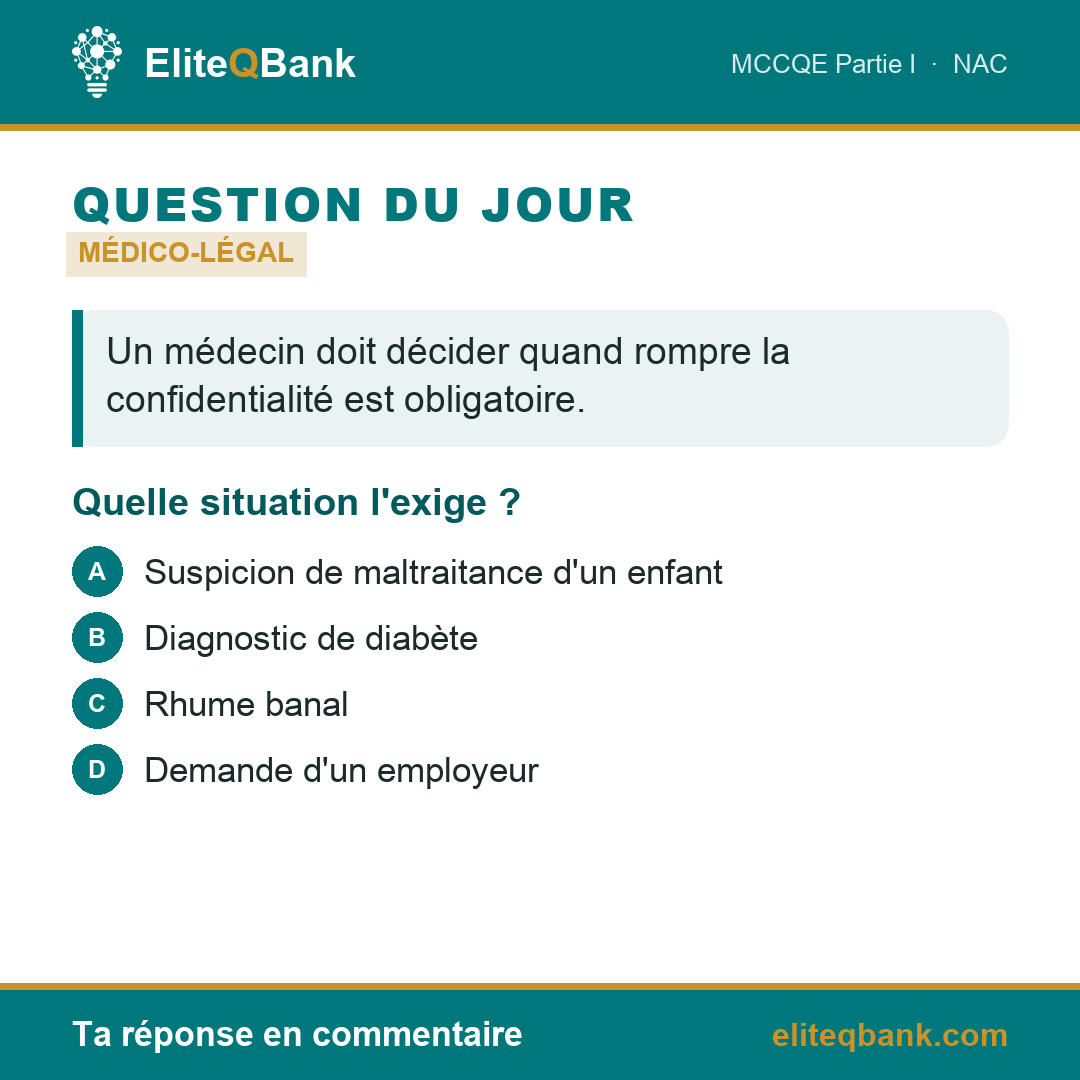 EliteQBank
MCCQE Partie I · NAC
QUESTION DU JOUR
MÉDICO-LÉGAL
Un médecin doit décider quand rompre la
confidentialité est obligatoire.
Quelle situation l'exige ?
A Suspicion de maltraitance d'un enfant
B Diagnostic de diabète
C Rhume banal
D Demande d'un employeur
Ta réponse en commentaire
eliteqbank.com